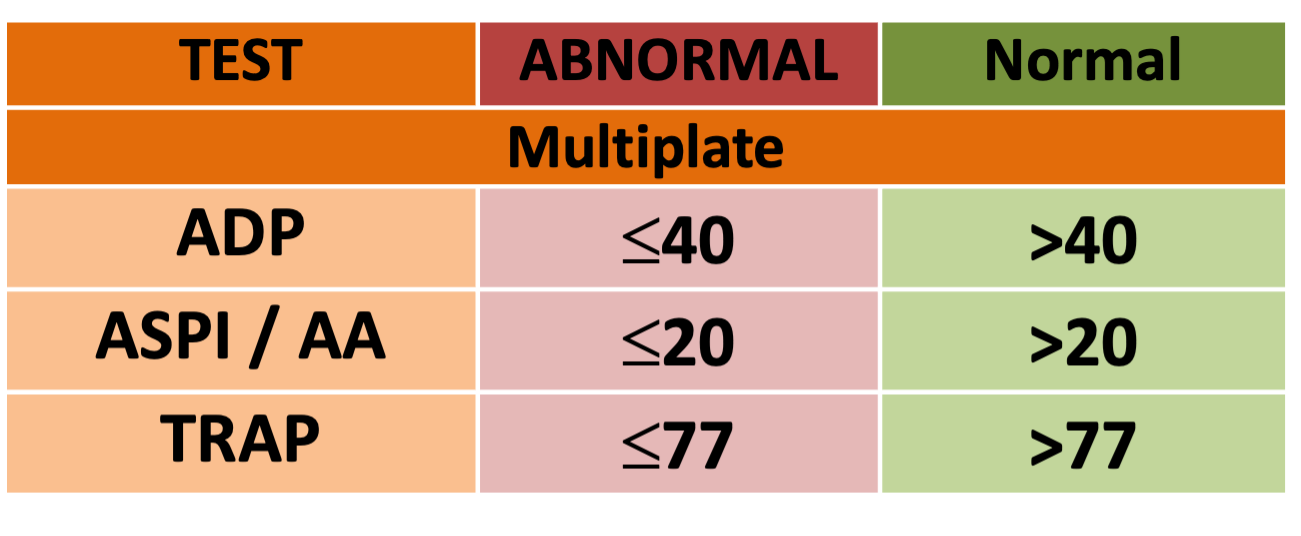 TEST ABNORMAL Normal
Multiplate
ADP ≤40 >40
ASPI / AA ≤20 >20
TRAP ≤77 >77